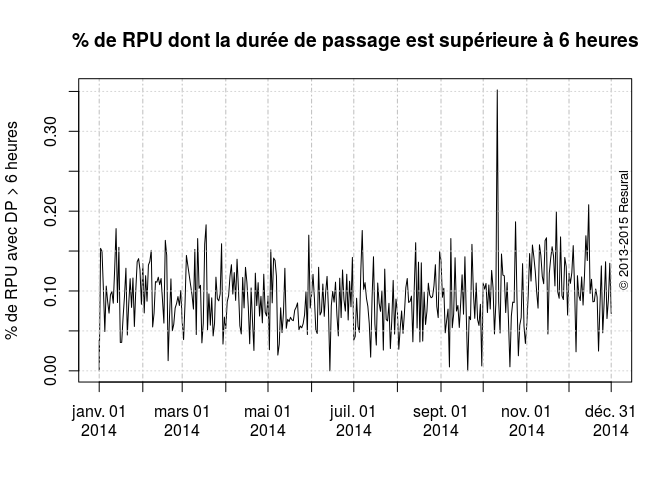 % de RPU dont la durée de passage est supérieure à 6 heures
% de RPU avec DP > 6 heures
0.30
0.20
0.10
0.00
© 2013-2015 Resural
janv. 01 mars 01 mai 01 juil. 01 sept. 01 nov. 01 déc. 31
2014 2014 2014 2014 2014 2014 2014